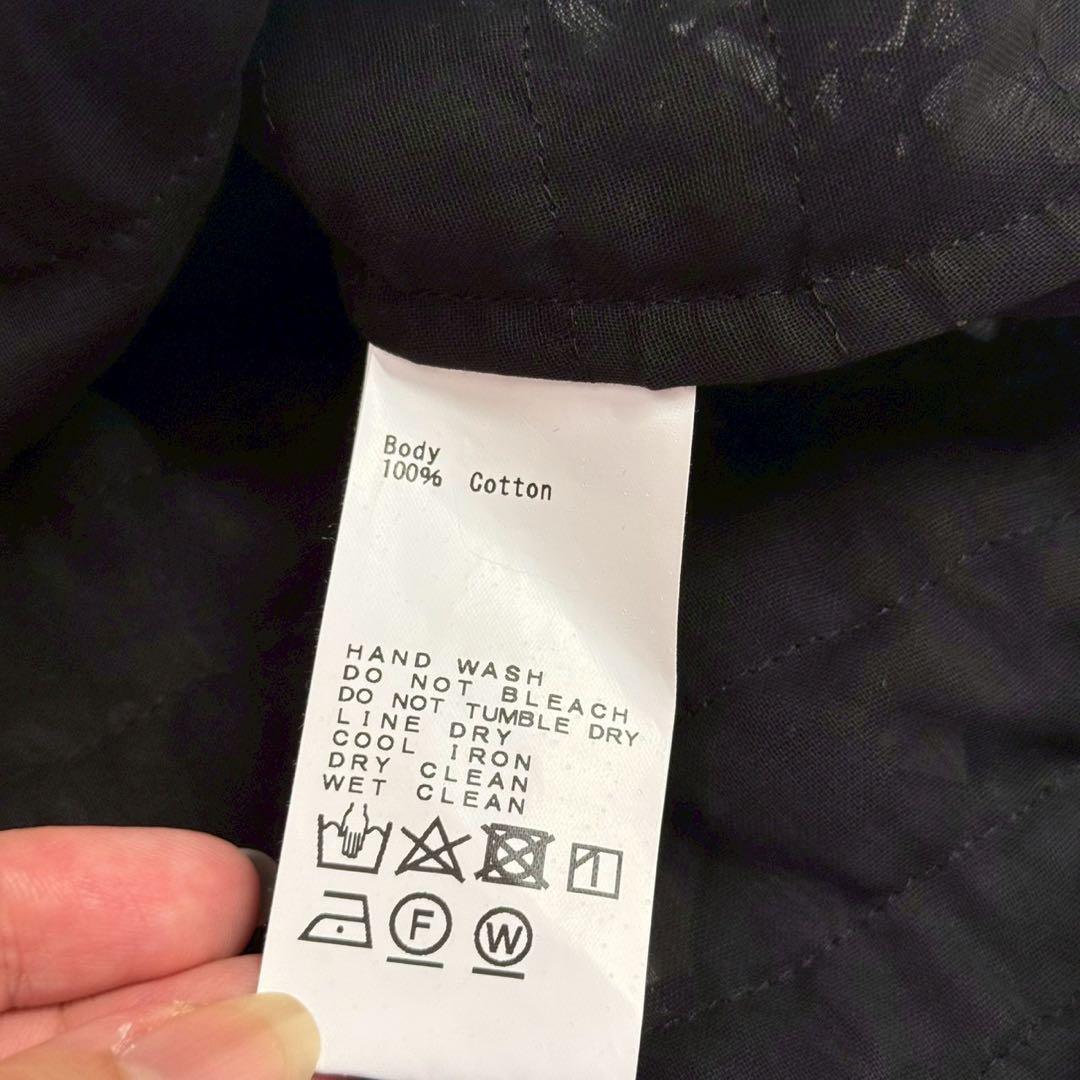 Body
100% Cotton
HAND WASH
DO NOT BLEACH
DO NOT TUMBLE DRY
LINE DRY
COOL IRON
DRY CLEAN
WET CLEAN
F W